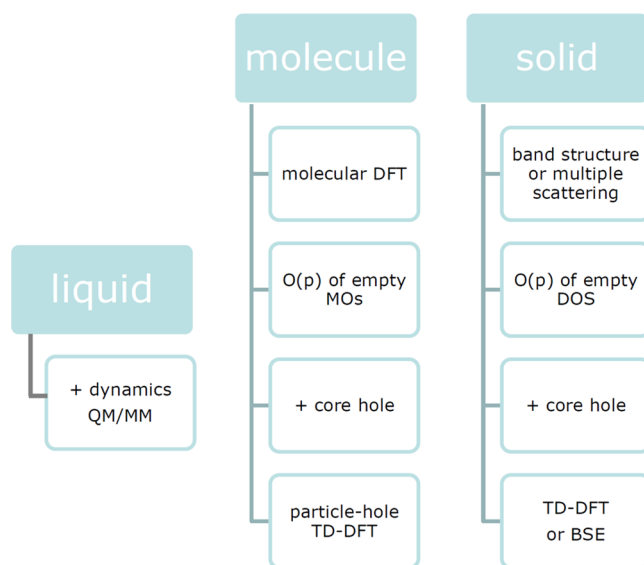 molecule
molecular DFT
O(p) of empty
MOs
+ core hole
particle-hole
TD-DFT
solid
band structure
or multiple
scattering
O(p) of empty
DOS
+ core hole
TD-DFT
or BSE
liquid
+ dynamics
QM/MM